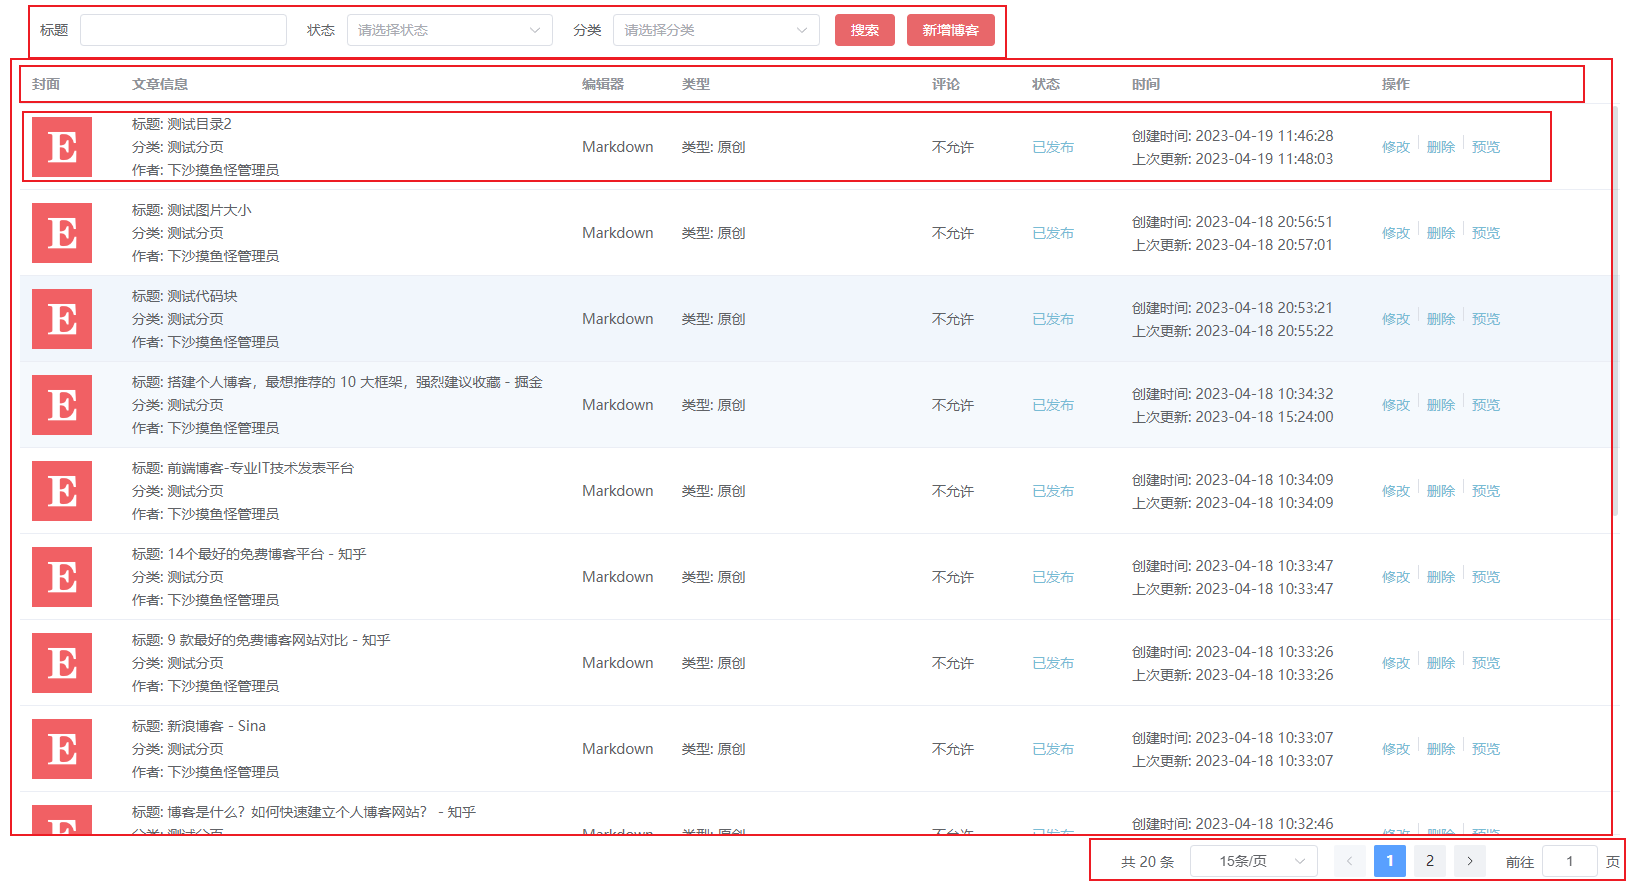 标题 状态 请选择状态 分类 请选择分类 搜索 新增博客
封面 文章信息 编辑器 类型 评论 状态 时间 操作
E
标题: 测试目录2
分类: 测试分页
作者: 下沙摸鱼怪管理员
Markdown 类型: 原创 不允许 已发布
创建时间: 2023-04-19 11:46:28
上次更新: 2023-04-19 11:48:03
修改 删除 预览
E
标题: 测试图片大小
分类: 测试分页
作者: 下沙摸鱼怪管理员
Markdown 类型: 原创 不允许 已发布
创建时间: 2023-04-18 20:56:51
上次更新: 2023-04-18 20:57:01
修改 删除 预览
E
标题: 测试代码块
分类: 测试分页
作者: 下沙摸鱼怪管理员
Markdown 类型: 原创 不允许 已发布
创建时间: 2023-04-18 20:53:21
上次更新: 2023-04-18 20:55:22
修改 删除 预览
E
标题: 搭建个人博客，最想推荐的 10 大框架，强烈建议收藏 - 掘金
分类: 测试分页
作者: 下沙摸鱼怪管理员
Markdown 类型: 原创 不允许 已发布
创建时间: 2023-04-18 10:34:32
上次更新: 2023-04-18 15:24:00
修改 删除 预览
E
标题: 前端博客-专业IT技术发表平台
分类: 测试分页
作者: 下沙摸鱼怪管理员
Markdown 类型: 原创 不允许 已发布
创建时间: 2023-04-18 10:34:09
上次更新: 2023-04-18 10:34:09
修改 删除 预览
E
标题: 14个最好的免费博客平台 - 知乎
分类: 测试分页
作者: 下沙摸鱼怪管理员
Markdown 类型: 原创 不允许 已发布
创建时间: 2023-04-18 10:33:47
上次更新: 2023-04-18 10:33:47
修改 删除 预览
E
标题: 9 款最好的免费博客网站对比 - 知乎
分类: 测试分页
作者: 下沙摸鱼怪管理员
Markdown 类型: 原创 不允许 已发布
创建时间: 2023-04-18 10:33:26
上次更新: 2023-04-18 10:33:26
修改 删除 预览
E
标题: 新浪博客 - Sina
分类: 测试分页
作者: 下沙摸鱼怪管理员
Markdown 类型: 原创 不允许 已发布
创建时间: 2023-04-18 10:33:07
上次更新: 2023-04-18 10:33:07
修改 删除 预览
E
标题: 博客是什么？如何快速建立个人博客网站？ - 知乎
分类: 测试分页
Markdown 类型: 原创 不允许 已发布
创建时间: 2023-04-18 10:32:46
修改 删除 预览
共 20 条 15条/页 1 2 前往 1 页